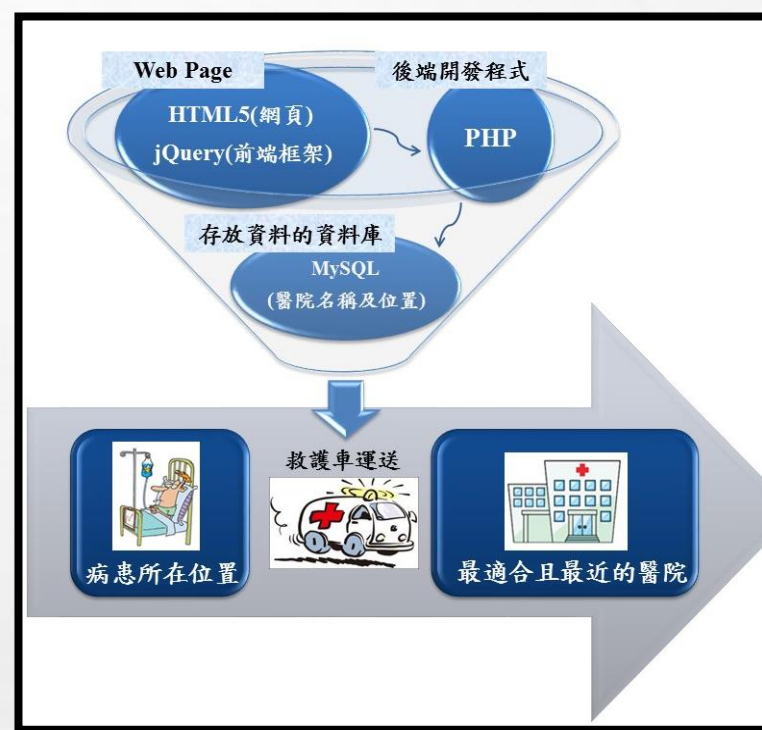 Web Page
後端開發程式
HTML5(網頁)
jQuery(前端框架)
PHP
存放資料的資料庫
MySQL
(醫院名稱及位置)
救護車運送
病患所在位置
最適合且最近的醫院